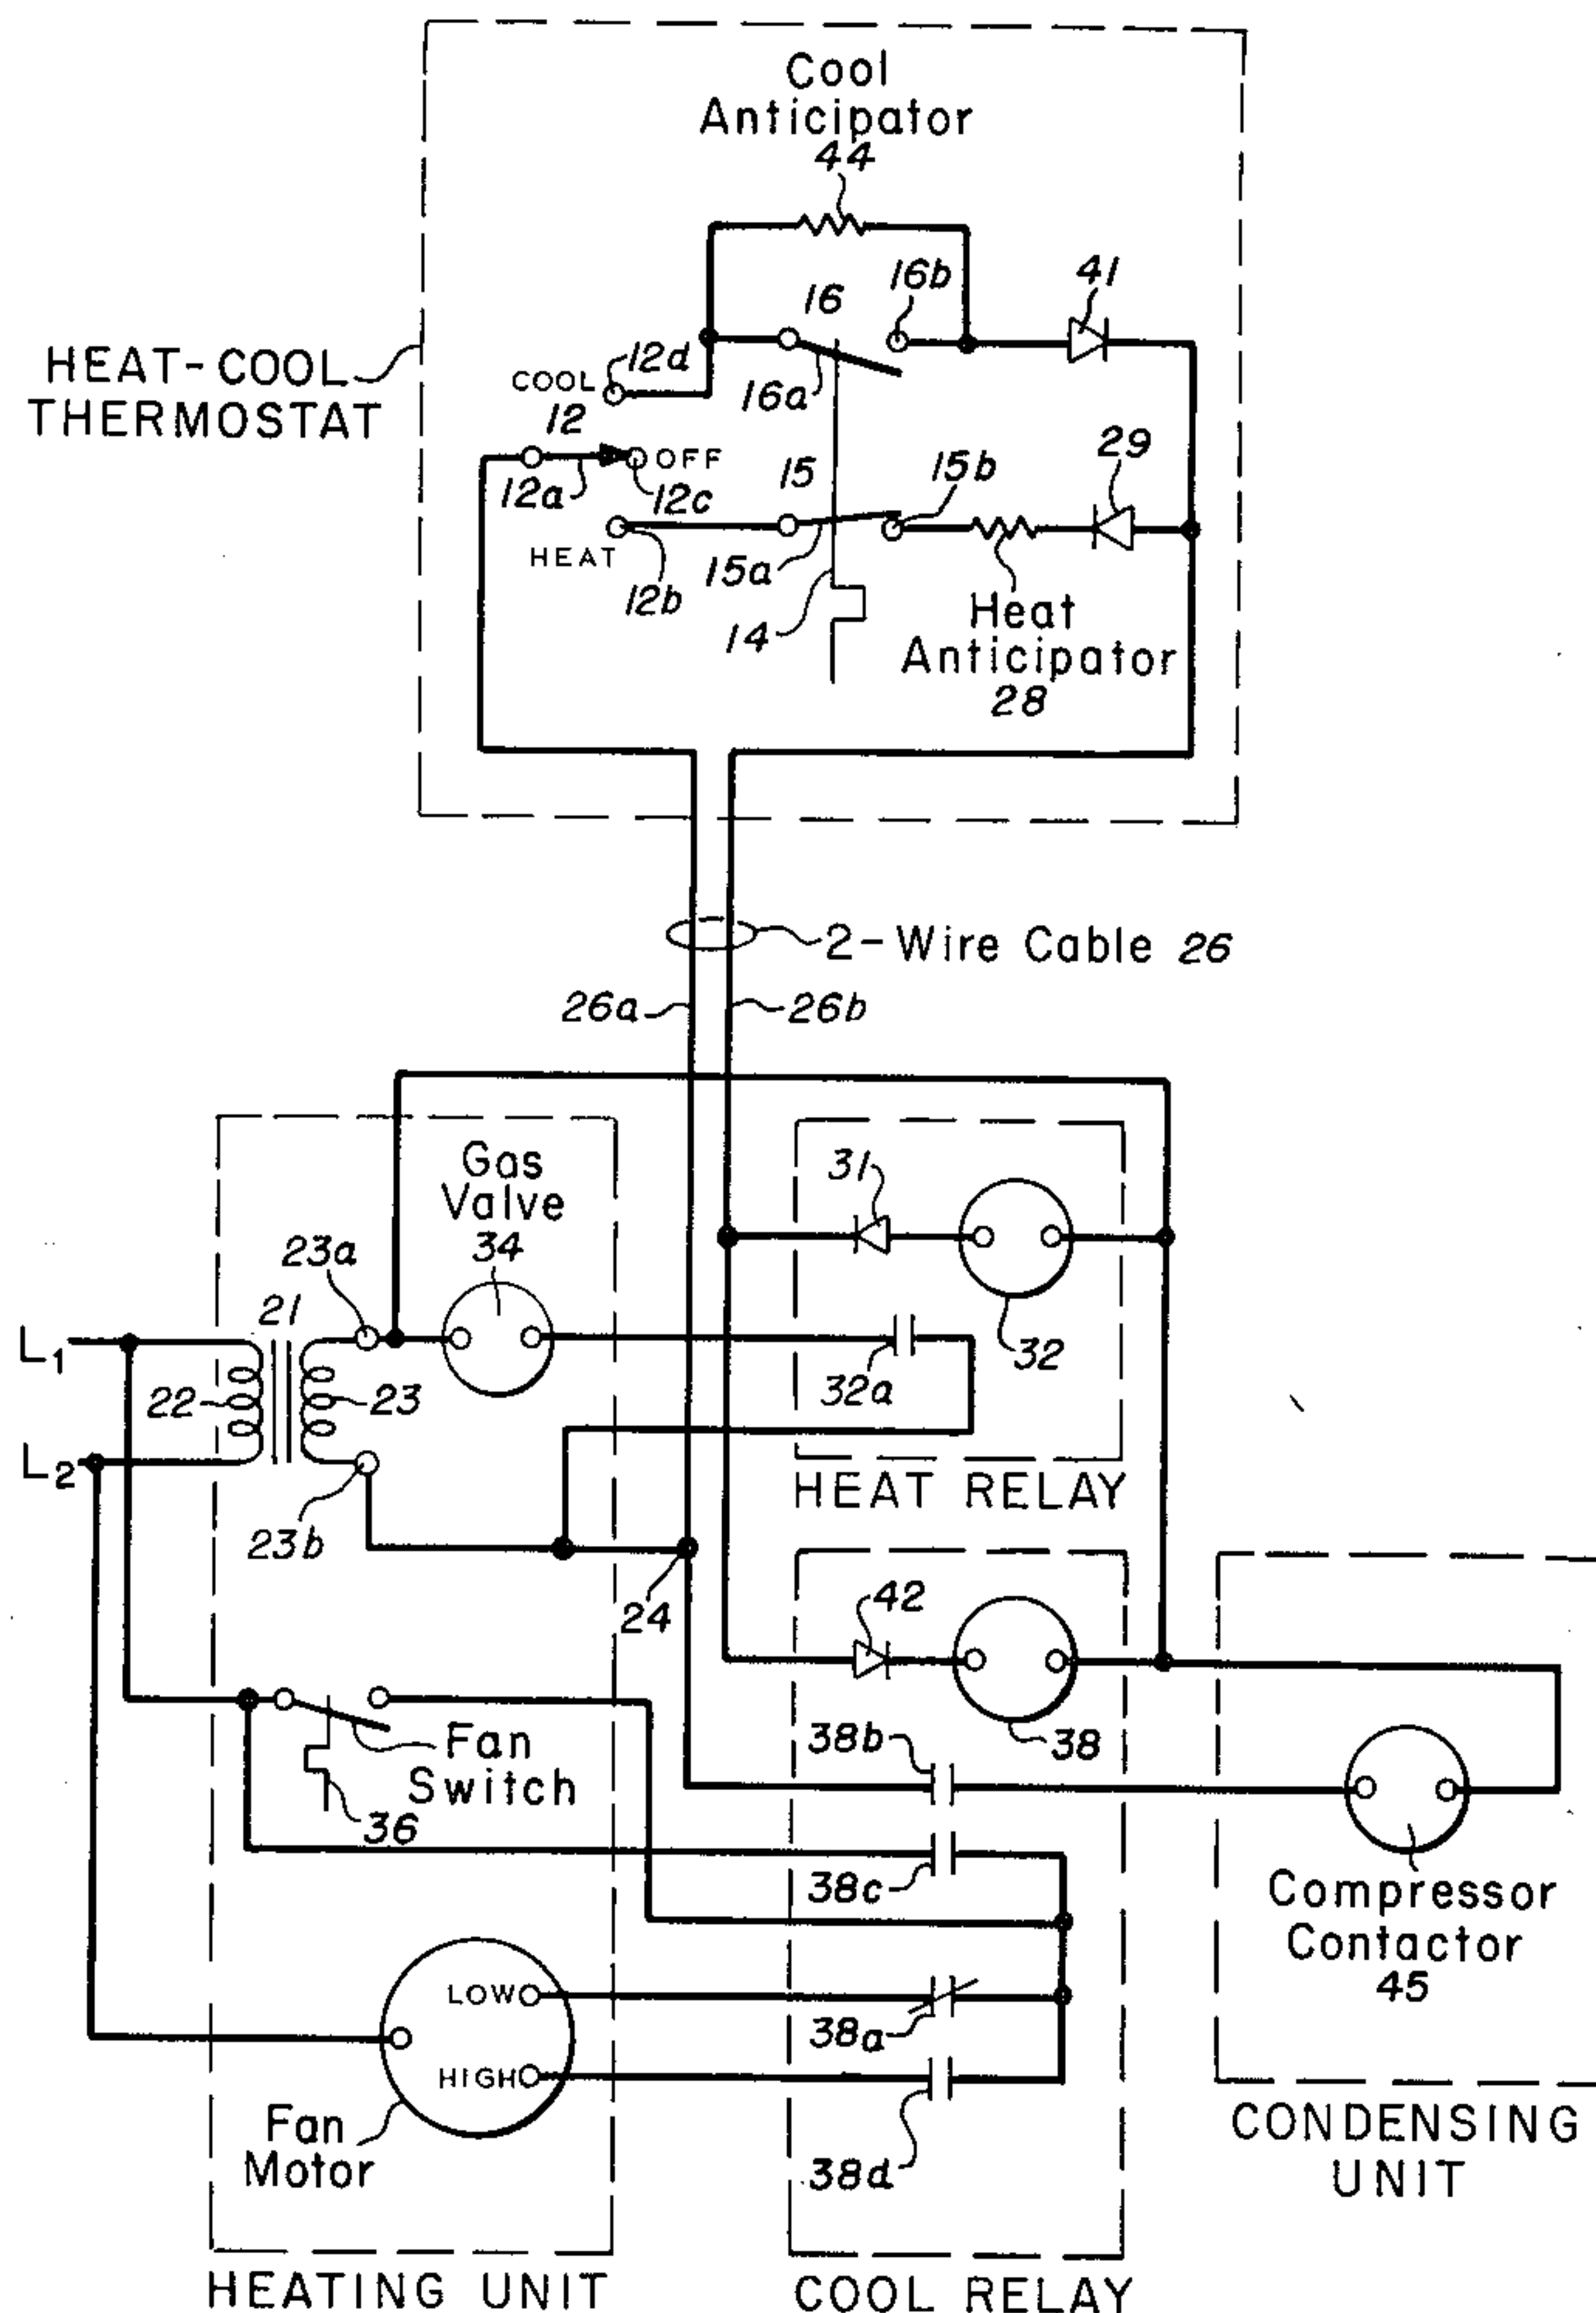 Cool
Anticipator
44
16
16b
41
HEAT-COOL
THERMOSTAT
COOL
12d
12
16a
OFF
12a
12c
15
15b
29
HEAT
12b
15a
14
Heat
Anticipator
28
2-Wire Cable 26
26a
26b
Gas
Valve
34
31
23a
21
L1
22
23
32a
32
L2
23b
HEAT RELAY
24
42
Fan
Switch
36
38b
38
38c
Compressor
Contactor
45
LOW
38a
HIGH
Fan
Motor
38d
CONDENSING
UNIT
HEATING UNIT
COOL RELAY